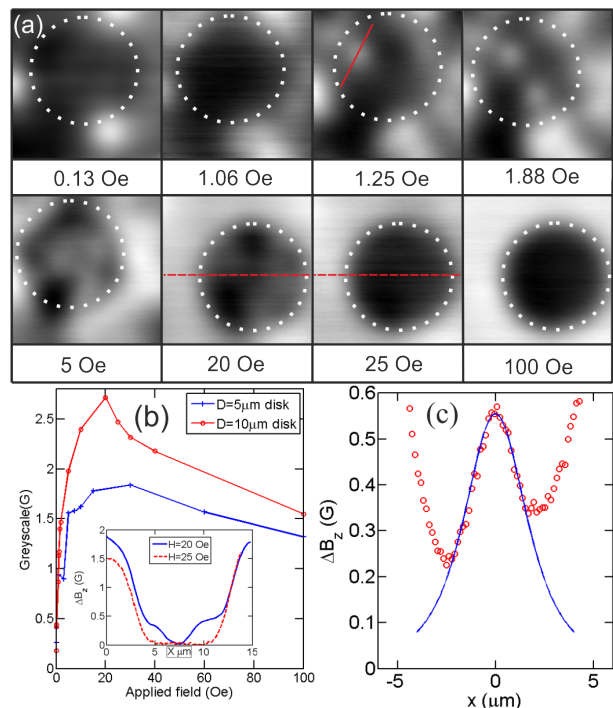 (a)
0.13 Oe 1.06 Oe 1.25 Oe 1.88 Oe
5 Oe 20 Oe 25 Oe 100 Oe
(b)
D=5μm disk
D=10μm disk
Greyscale(G)
2.5
2
1.5
1
0.5
0
0 20 40 60 80 100
Applied field (Oe)
H=20 Oe
H=25 Oe
ΔBz (G)
2
1.5
1
0.5
0
0 5 10 15
X μm
(c)
ΔBz (G)
0.6
0.5
0.4
0.3
0.2
0.1
0
−5 0 5
x (μm)